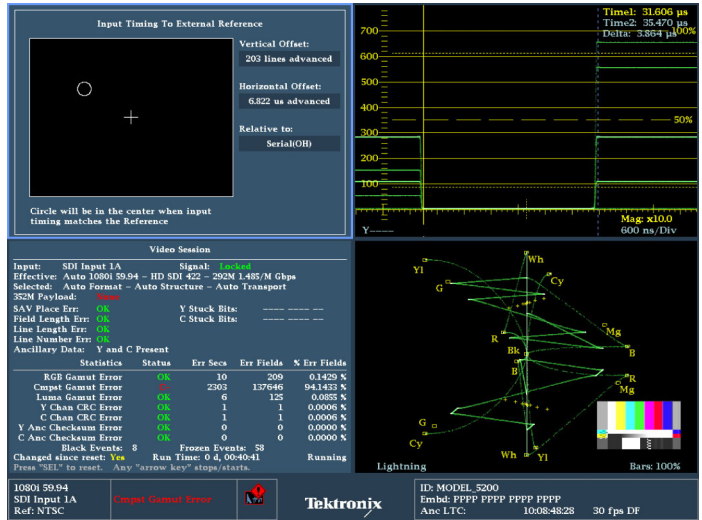 Input Timing To External Reference
Vertical Offset:
203 lines advanced
Horizontal Offset:
6.822 us advanced
Relative to:
Serial(OH)
Circle will be in the center when input
timing matches the Reference
Time1: 31.606 µs
Time2: 35.470 µs
Delta: 3.864 µs
100%
700
600
500
400
50%
300
200
100
Mag: x10.0
Y----
600 ns/Div
Video Session
Input: SDI Input 1A Signal: Locked
Effective: Auto 1080i 59.94 - HD SDI 422 - 292M 1.485/M Gbps
Selected: Auto Format - Auto Structure - Auto Transport
352M Payload:
SAV Place Err: OK Y Stuck Bits: ---- ---- --
Field Length Err: OK C Stuck Bits: ---- ---- --
Line Length Err: OK
Line Number Err: OK
Ancillary Data: Y and C Present
Statistics Status Err Secs Err Fields % Err Fields
RGB Gamut Error OK 10 209 0.1429 %
Cmpst Gamut Error 2303 137646 94.1433 %
Luma Gamut Error OK 6 125 0.0855 %
Y Chan CRC Error OK 1 1 0.0006 %
C Chan CRC Error OK 1 1 0.0006 %
Y Anc Checksum Error OK 0 0 0.0000 %
C Anc Checksum Error OK 0 0 0.0000 %
Black Events: 8 Frozen Events: 58
Changed since reset: Yes Run Time: 0 d, 00:40:41 Running
Press "SEL" to reset. Any "arrow key" stops/starts.
Wh
Yl
Cy
G
Mg
R
Bk
B
B
R
Mg
G
Cy
Wh
Yl
Lightning
Bars: 100%
1080i 59.94
SDI Input 1A
Ref: NTSC
Cmpst Gamut Error
Tektronix
ID: MODEL_5200
Embd: PPPP PPPP PPPP PPPP
Anc LTC: 10:08:48:28 30 fps DF